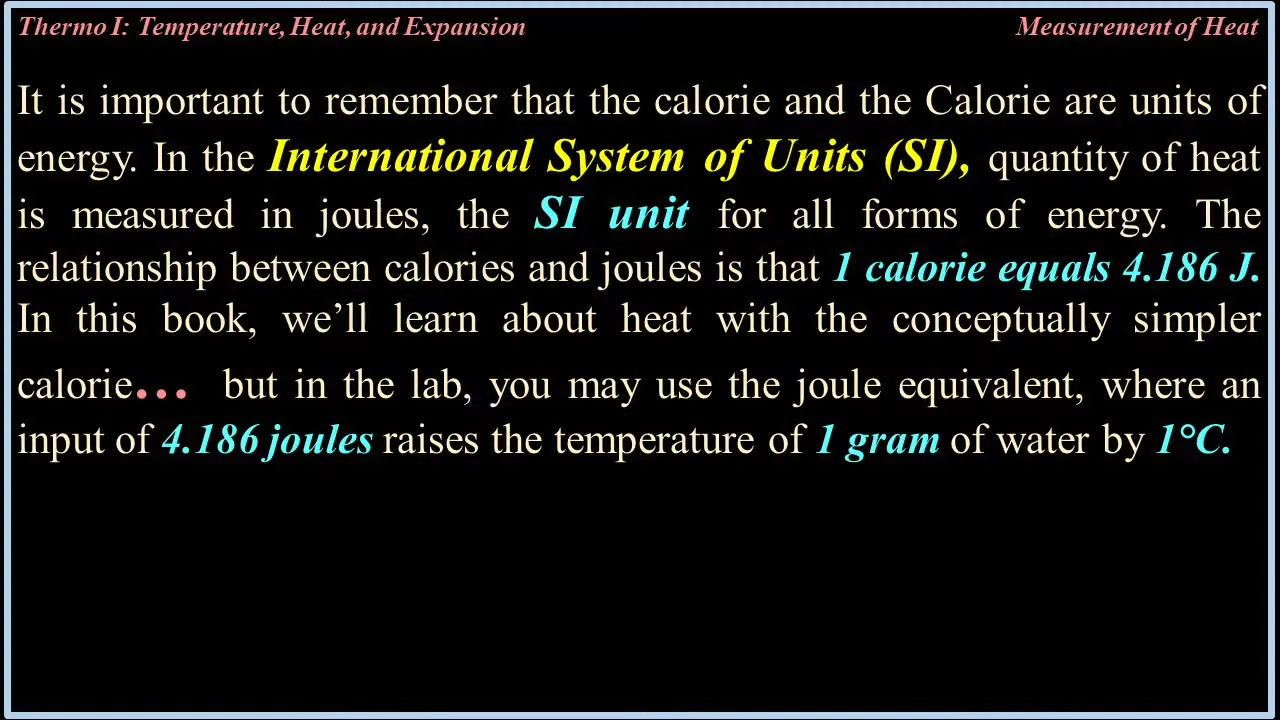 Thermo I: Temperature, Heat, and Expansion
Measurement of Heat
It is important to remember that the calorie and the Calorie are units of
energy. In the International System of Units (SI), quantity of heat
is measured in joules, the SI unit for all forms of energy. The
relationship between calories and joules is that 1 calorie equals 4.186 J.
In this book, we’ll learn about heat with the conceptually simpler
calorie… but in the lab, you may use the joule equivalent, where an
input of 4.186 joules raises the temperature of 1 gram of water by 1°C.